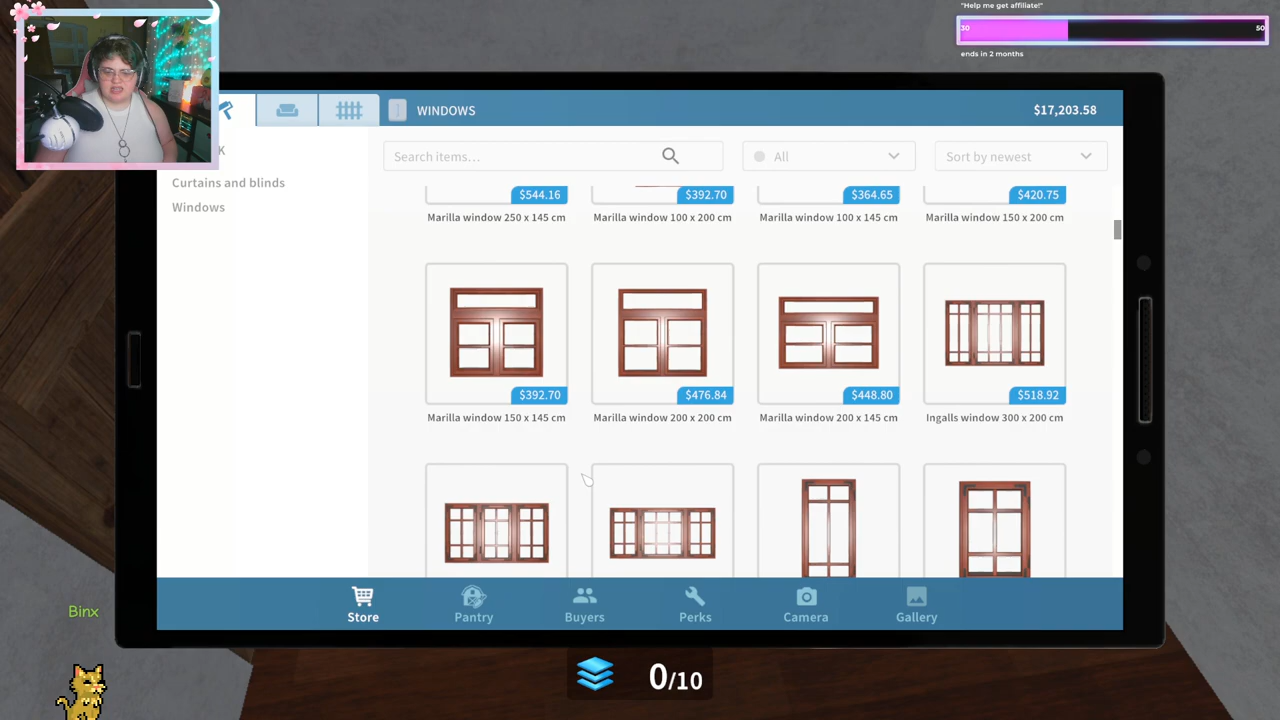 "Help me get affiliate!"
30
50
ends in 2 months
WINDOWS
$17,203.58
K
Search items...
All
Sort by newest
Curtains and blinds
Windows
$544.16
$392.70
$364.65
$420.75
Marilla window 250 x 145 cm
Marilla window 100 x 200 cm
Marilla window 100 x 145 cm
Marilla window 150 x 200 cm
$392.70
$476.84
$448.80
$518.92
Marilla window 150 x 145 cm
Marilla window 200 x 200 cm
Marilla window 200 x 145 cm
Ingalls window 300 x 200 cm
Store
Pantry
Buyers
Perks
Camera
Gallery
Binx
0/10